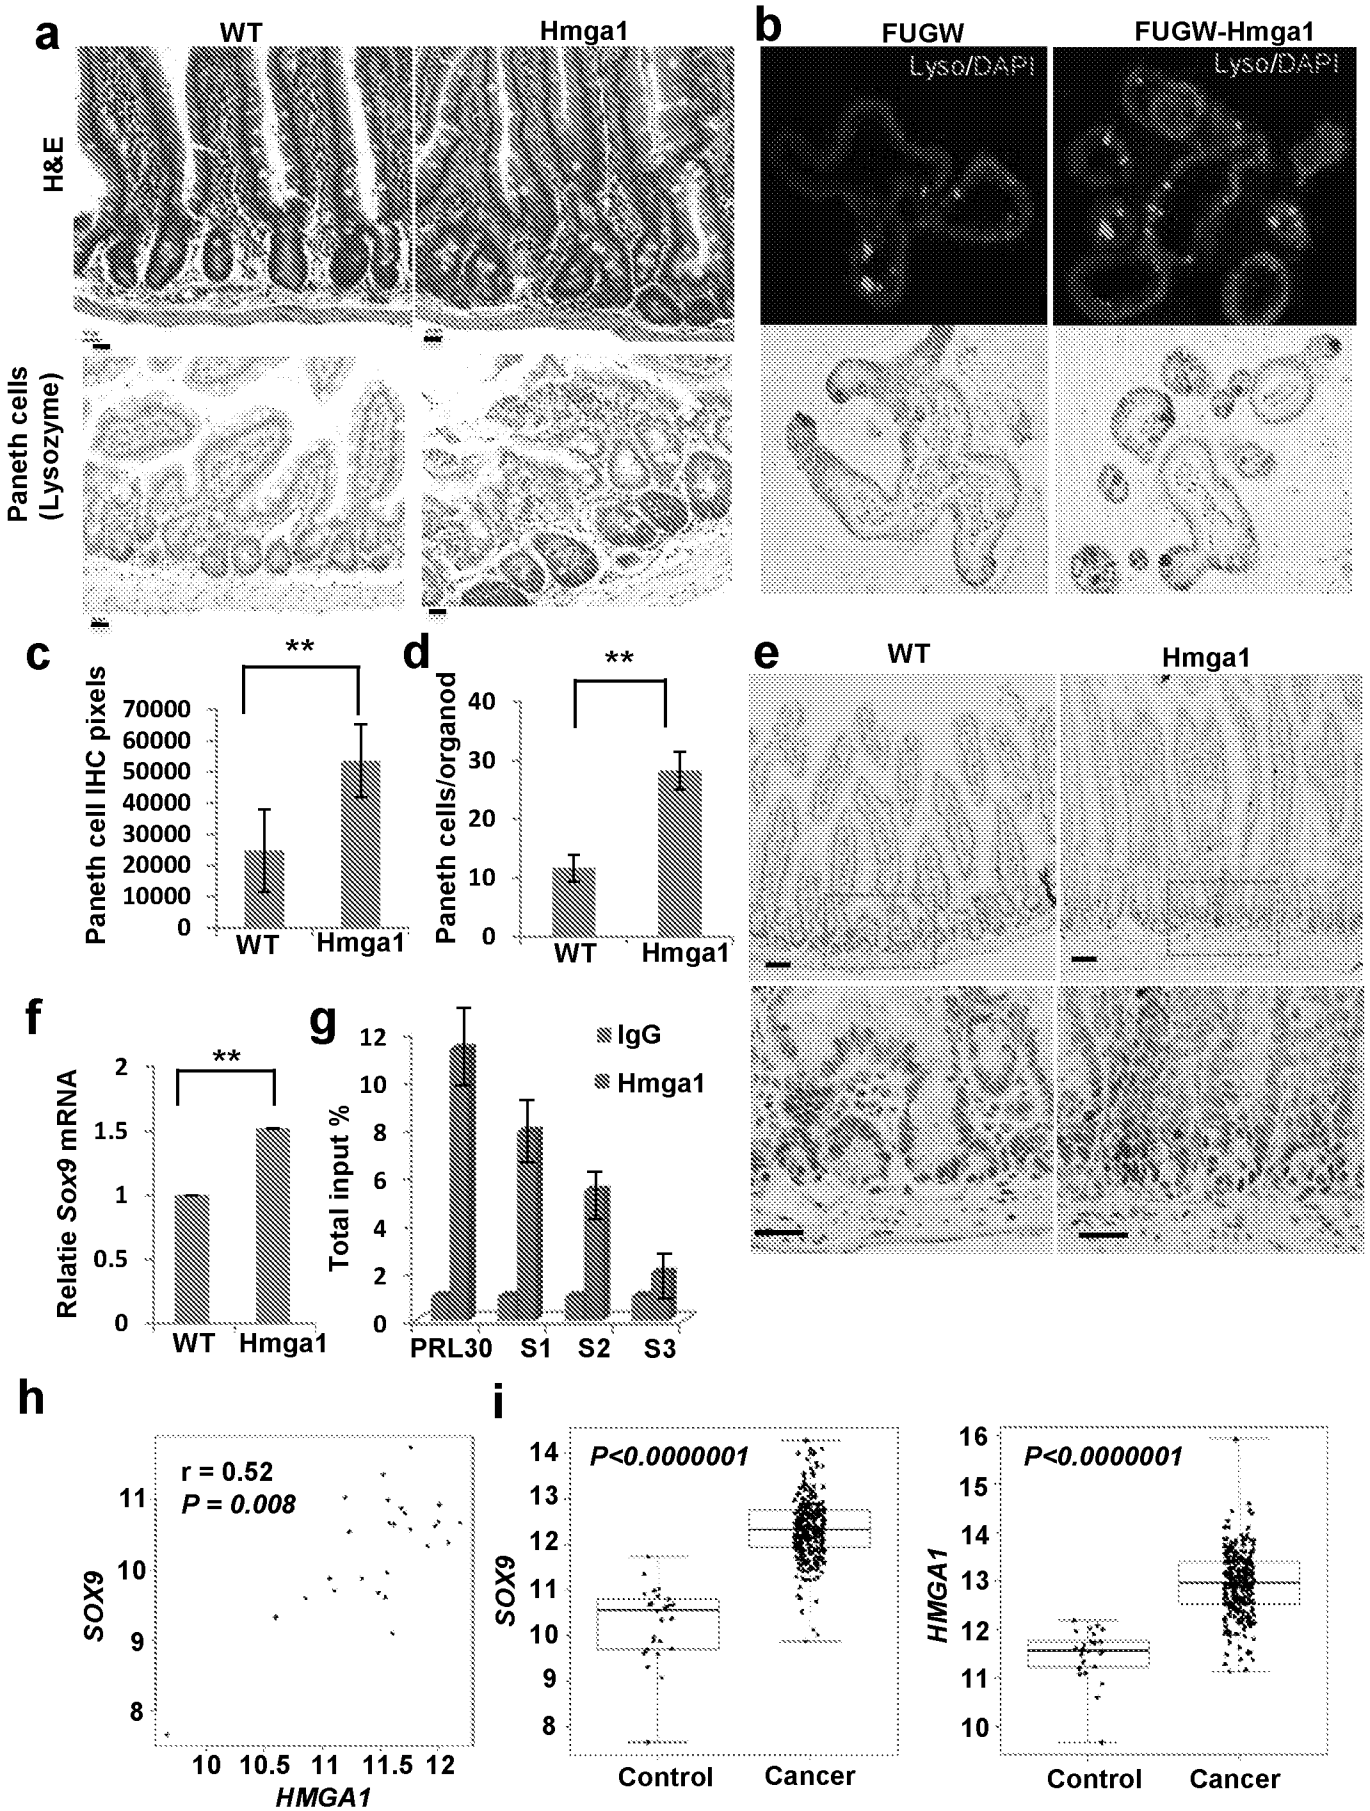 a
WT
Hmga1
H&E
Paneth cells
(Lysozyme)
b
FUGW
FUGW-Hmga1
Lyso/DAPI
Lyso/DAPI
c
**
Paneth cell IHC pixels
70000
60000
50000
40000
30000
20000
10000
0
WT
Hmga1
d
**
Paneth cells/organod
40
30
20
10
0
WT
Hmga1
e
WT
Hmga1
f
**
Relatie Sox9 mRNA
2
1.5
1
0.5
0
WT
Hmga1
g
Total input %
12
10
8
6
4
2
0
IgG
Hmga1
PRL30
S1
S2
S3
h
r = 0.52
P = 0.008
SOX9
11
10
9
8
10
10.5
11
11.5
12
HMGA1
i
P<0.0000001
SOX9
14
13
12
11
10
9
8
Control
Cancer
P<0.0000001
HMGA1
16
15
14
13
12
11
10
Control
Cancer